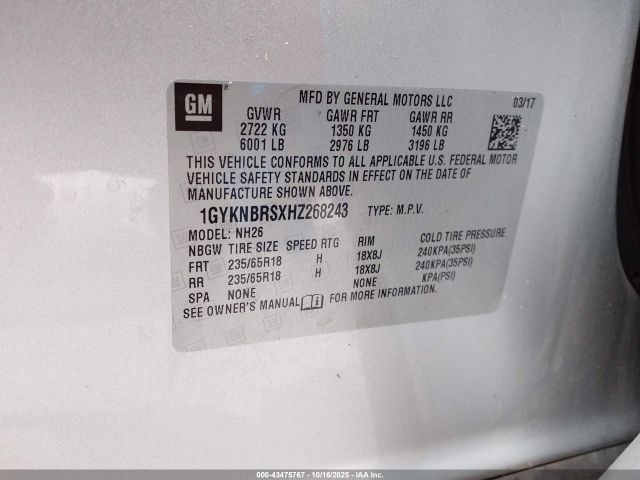 GM ®
MFD BY GENERAL MOTORS LLC 03/17
GVWR GAWR FRT GAWR RR
2722 KG 1350 KG 1450 KG
6001 LB 2976 LB 3196 LB
THIS VEHICLE CONFORMS TO ALL APPLICABLE U.S. FEDERAL MOTOR
VEHICLE SAFETY STANDARDS IN EFFECT ON THE DATE OF
MANUFACTURE SHOWN ABOVE.
1GYKNBRSXHZ268243 TYPE: M.P.V.
MODEL: NH26
NBGW TIRE SIZE SPEED RTG RIM COLD TIRE PRESSURE
FRT 235/65R18 H 18X8J 240KPA(35PSI)
RR 235/65R18 H 18X8J 240KPA(35PSI)
SPA NONE NONE KPA(PSI)
SEE OWNER'S MANUAL FOR MORE INFORMATION.
000-43475767 - 10/16/2025 - IAAI.COM